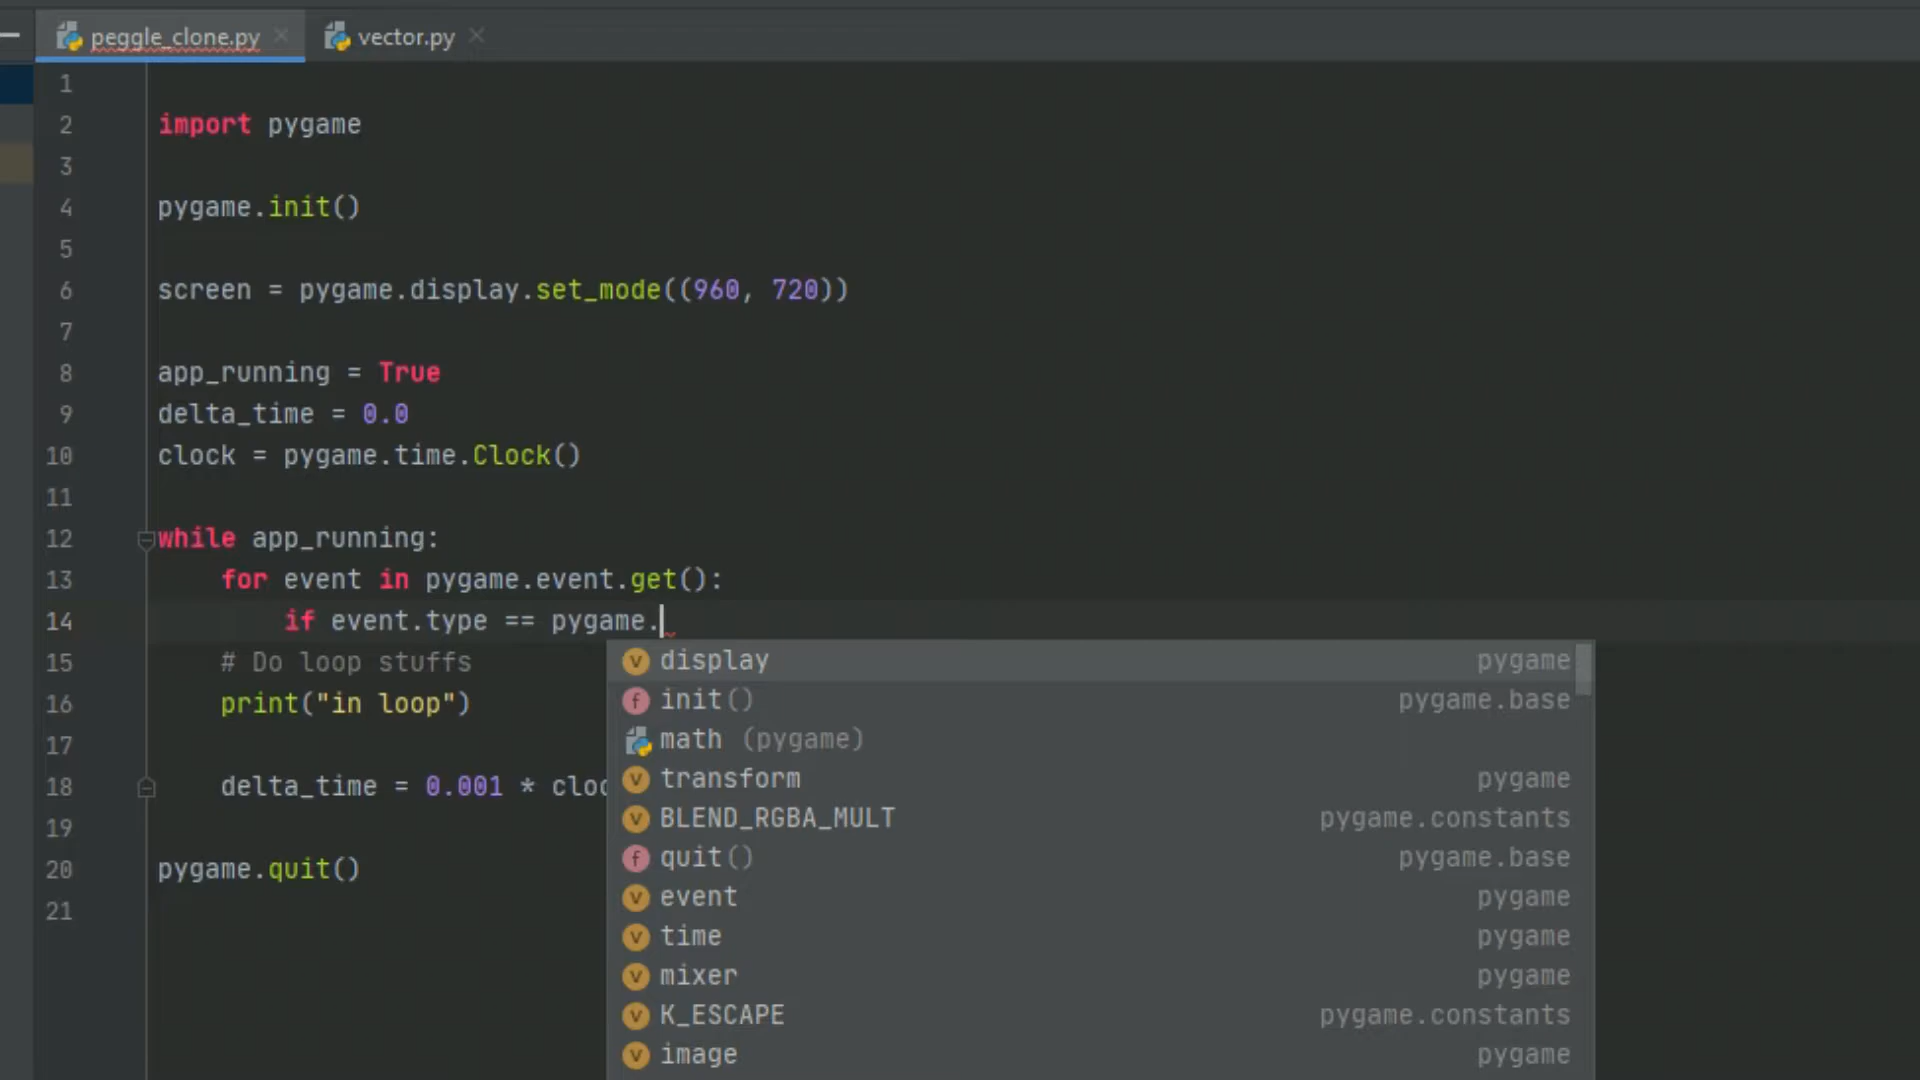 peggle_clone.py vector.py
1
2 import pygame
3
4 pygame.init()
5
6 screen = pygame.display.set_mode((960, 720))
7
8 app_running = True
9 delta_time = 0.0
10 clock = pygame.time.Clock()
11
12 while app_running:
13 for event in pygame.event.get():
14 if event.type == pygame.
15 # Do loop stuffs
16 print("in loop")
17
18 delta_time = 0.001 * cloc
19
20 pygame.quit()
21
v display pygame
f init() pygame.base
math (pygame)
v transform pygame
v BLEND_RGBA_MULT pygame.constants
f quit() pygame.base
v event pygame
v time pygame
v mixer pygame
v K_ESCAPE pygame.constants
v image pygame